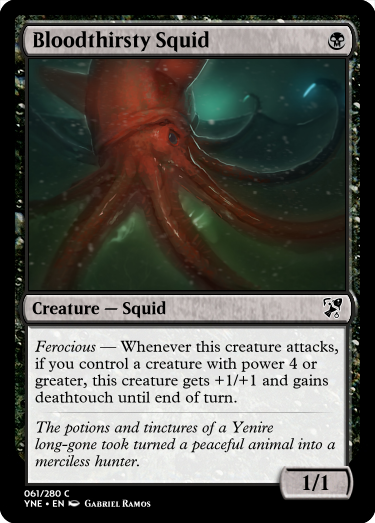 Bloodthirsty Squid
Creature — Squid
Ferocious — Whenever this creature attacks,
if you control a creature with power 4 or
greater, this creature gets +1/+1 and gains
deathtouch until end of turn.
The potions and tinctures of a Yenire
long-gone took turned a peaceful animal into a
merciless hunter.
1/1
061/280 C
YNE • EN Gabriel Ramos